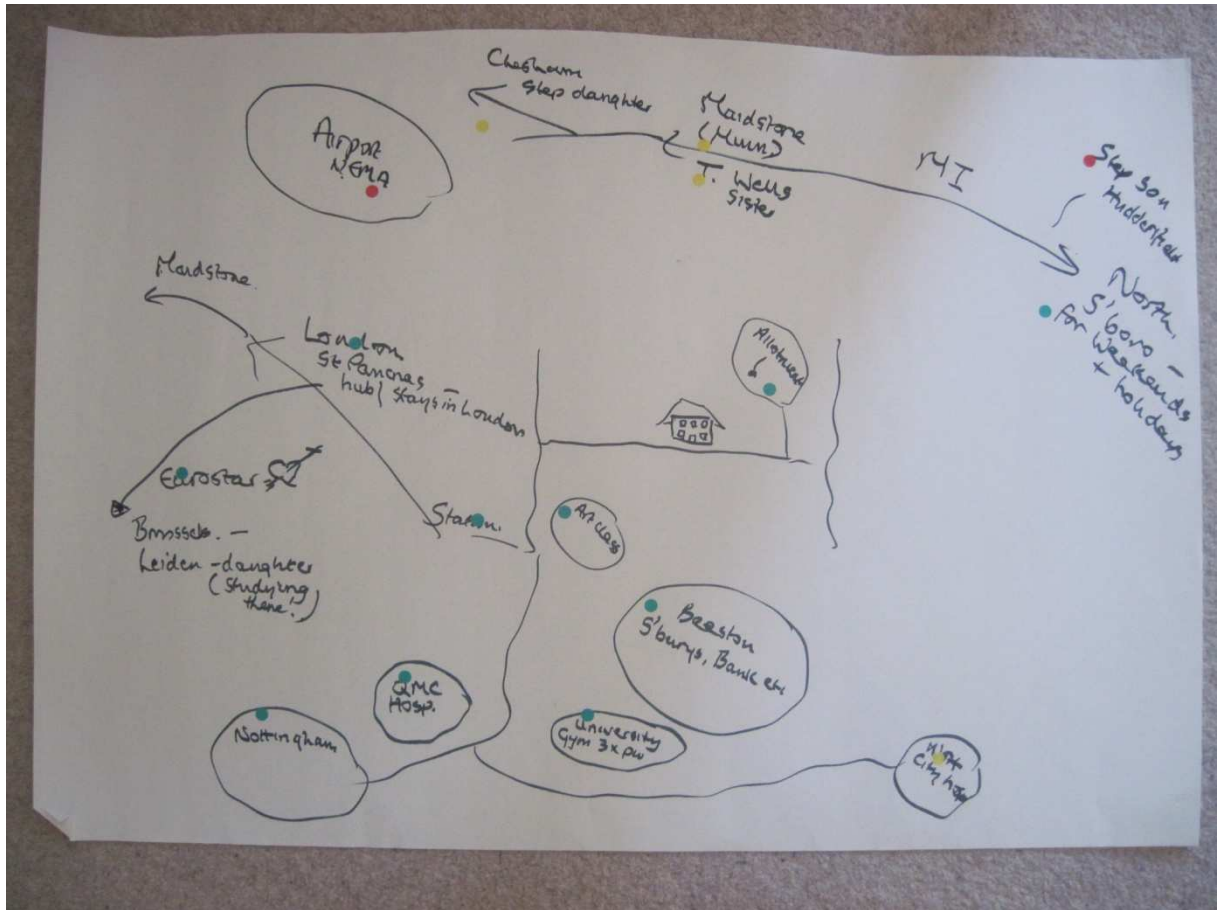 Chesham
Step daughter
Airport
NEMA
Maidstone
(Mum)
T. Wells
Sister
M1
Step son
Huddersfield
North.
S'boro –
for Weekends
+ holidays
Maidstone.
London
St Pancras –
hub / stays in London
Allotment
Eurostar
Brussels. –
Leiden – daughter
(studying
there!)
Station.
Art class
Beeston
S'burys, Bank etc
QMC
Hosp.
Nottingham
University
Gym 3x pw
City Hosp